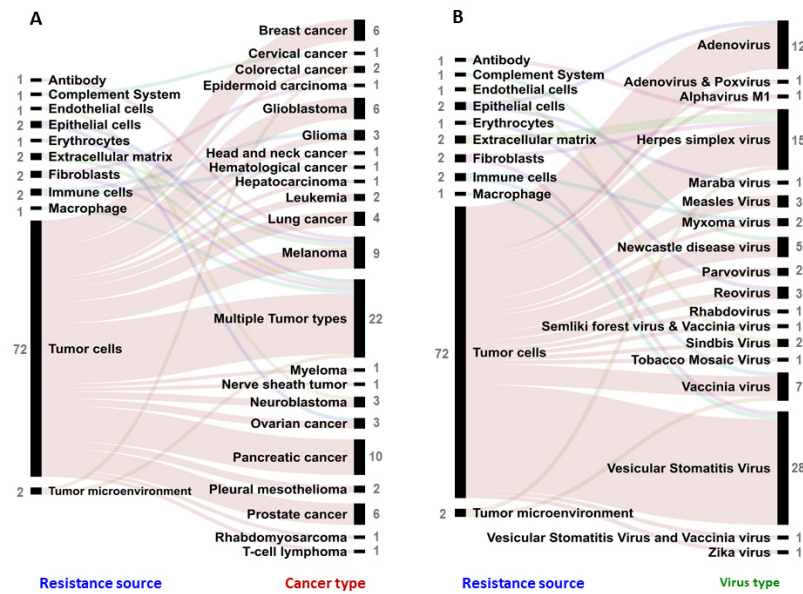 A
Breast cancer 6
Cervical cancer 1
Colorectal cancer 2
Epidermoid carcinoma 1
Glioblastoma 6
Glioma 3
Head and neck cancer 1
Hematological cancer 1
Hepatocarcinoma 1
Leukemia 2
Lung cancer 4
Melanoma 9
Multiple Tumor types 22
Myeloma 1
Nerve sheath tumor 1
Neuroblastoma 3
Ovarian cancer 3
Pancreatic cancer 10
Pleural mesothelioma 2
Prostate cancer 6
Rhabdomyosarcoma 1
T-cell lymphoma 1
1 Antibody
1 Complement System
1 Endothelial cells
2 Epithelial cells
1 Erythrocytes
2 Extracellular matrix
2 Fibroblasts
2 Immune cells
1 Macrophage
72 Tumor cells
2 Tumor microenvironment
Resistance source
Cancer type
B
Adenovirus 12
Adenovirus & Poxvirus 1
Alphavirus M1 1
Herpes simplex virus 15
Maraba virus 1
Measles Virus 3
Myxoma virus 2
Newcastle disease virus 5
Parvovirus 2
Reovirus 3
Rhabdovirus 1
Semliki forest virus & Vaccinia virus 1
Sindbis Virus 2
Tobacco Mosaic Virus 1
Vaccinia virus 7
Vesicular Stomatitis Virus 28
Vesicular Stomatitis Virus and Vaccinia virus 1
Zika virus 1
1 Antibody
1 Complement System
1 Endothelial cells
2 Epithelial cells
1 Erythrocytes
2 Extracellular matrix
2 Fibroblasts
2 Immune cells
1 Macrophage
72 Tumor cells
2 Tumor microenvironment
Resistance source
Virus type